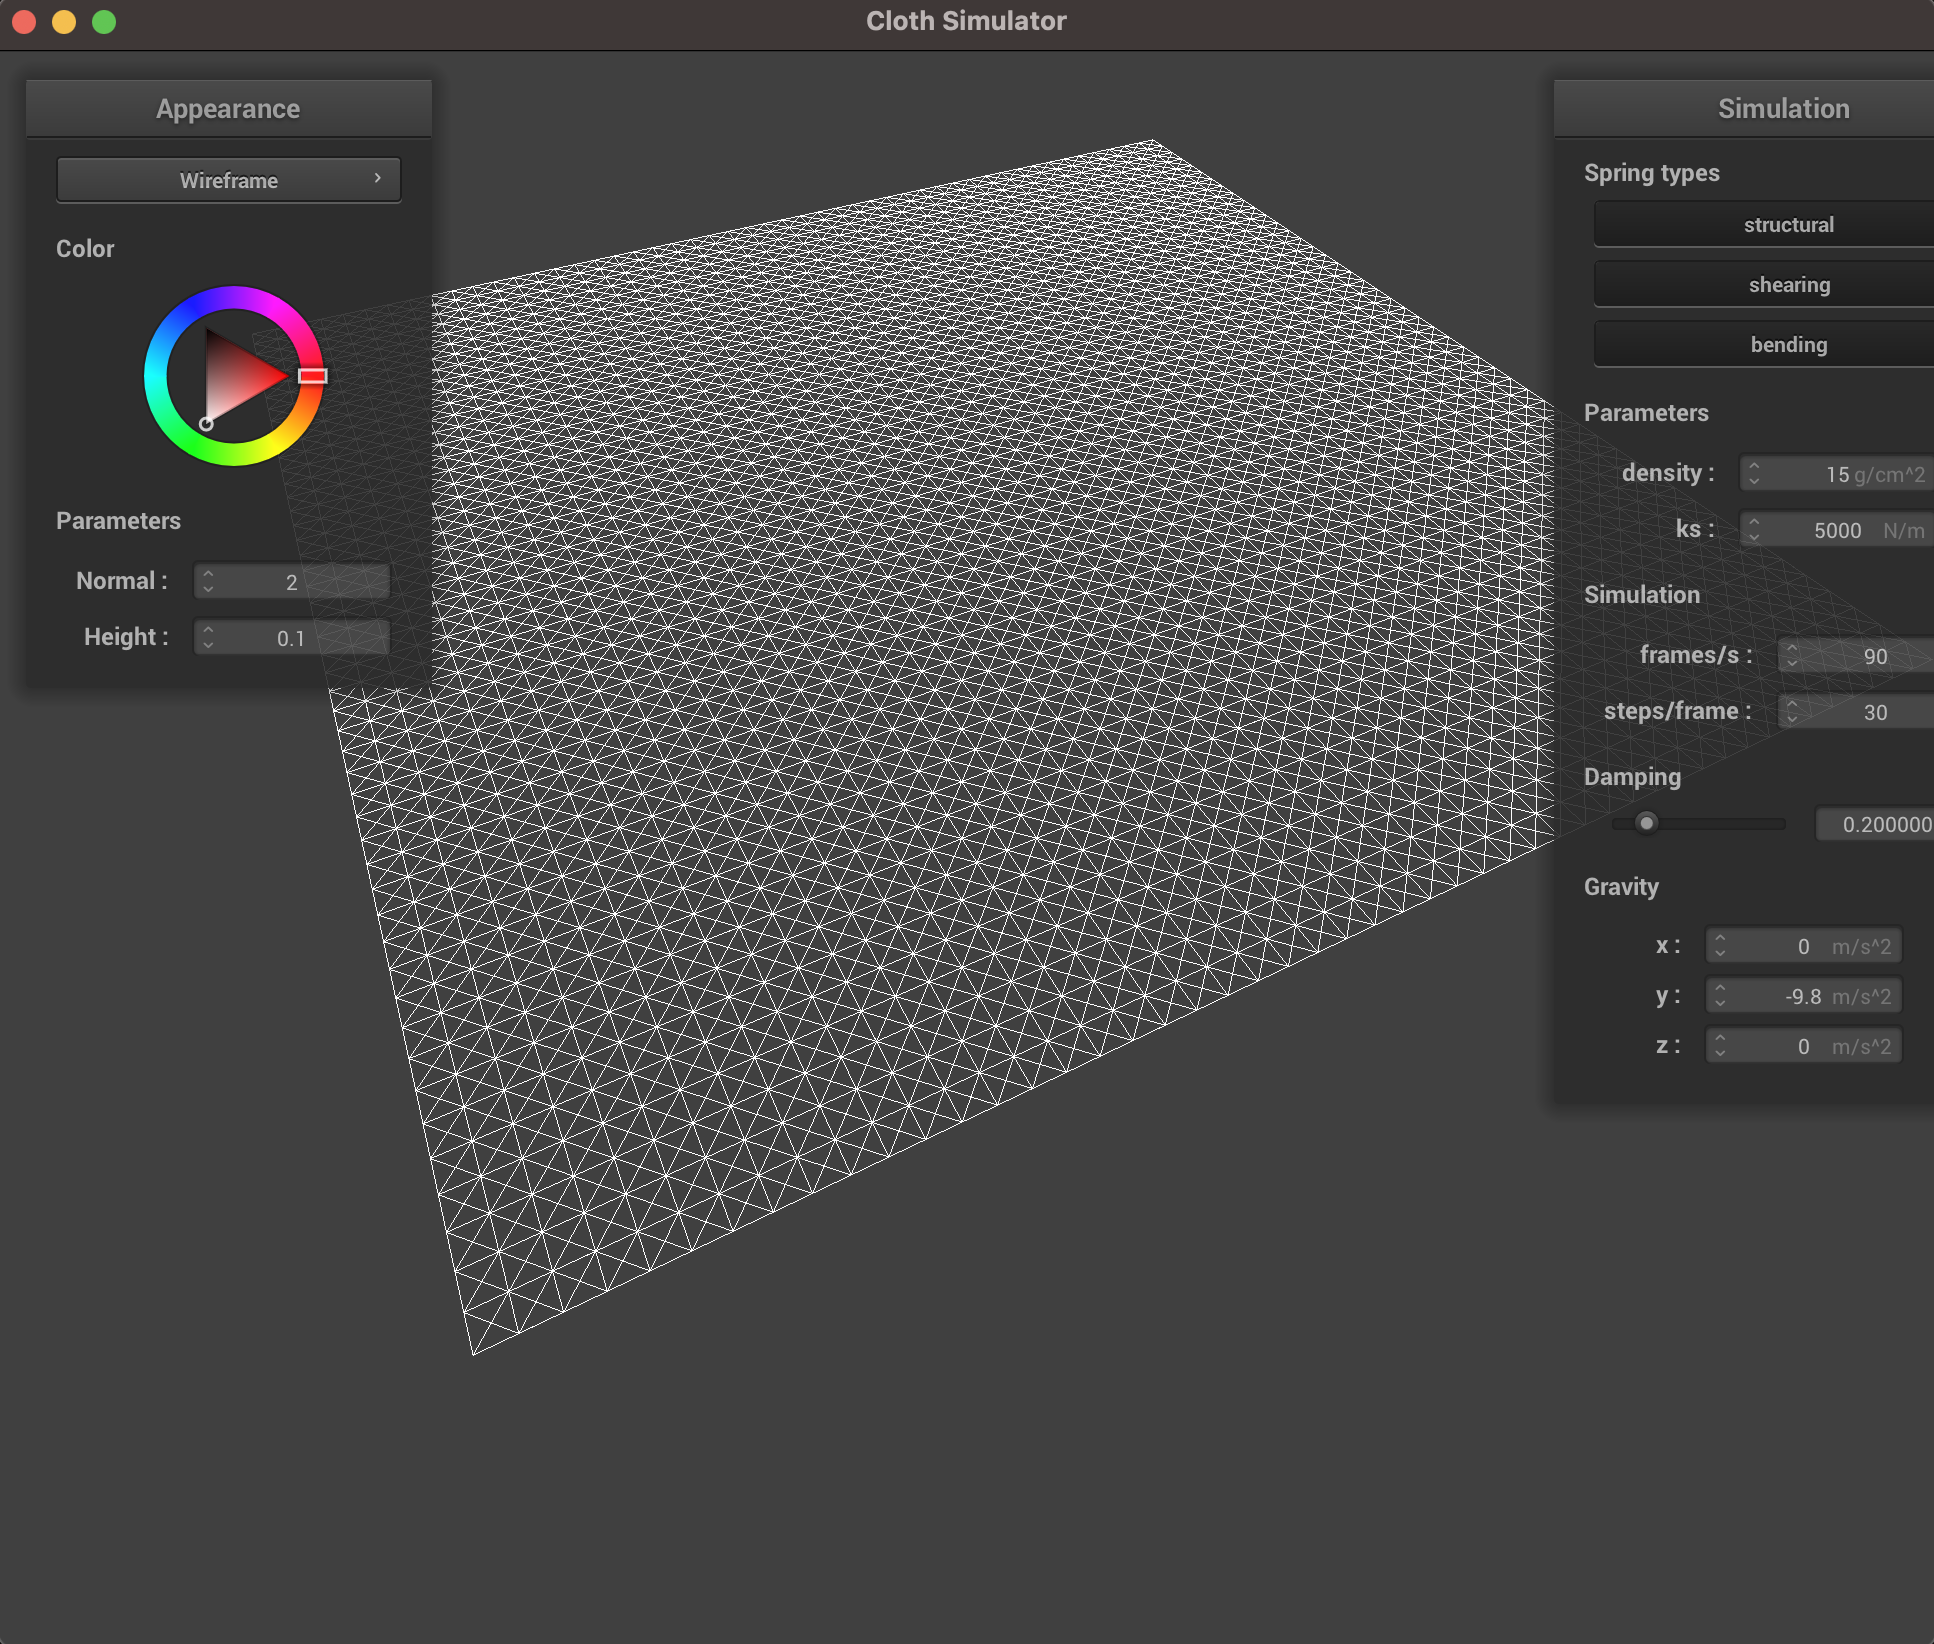 Cloth Simulator
Appearance
Wireframe
Color
Parameters
Normal : 2
Height : 0.1
Simulation
Spring types
structural
shearing
bending
Parameters
density : 15 g/cm^2
ks : 5000 N/m
Simulation
frames/s : 90
steps/frame : 30
Damping
0.200000
Gravity
x : 0 m/s^2
y : -9.8 m/s^2
z : 0 m/s^2